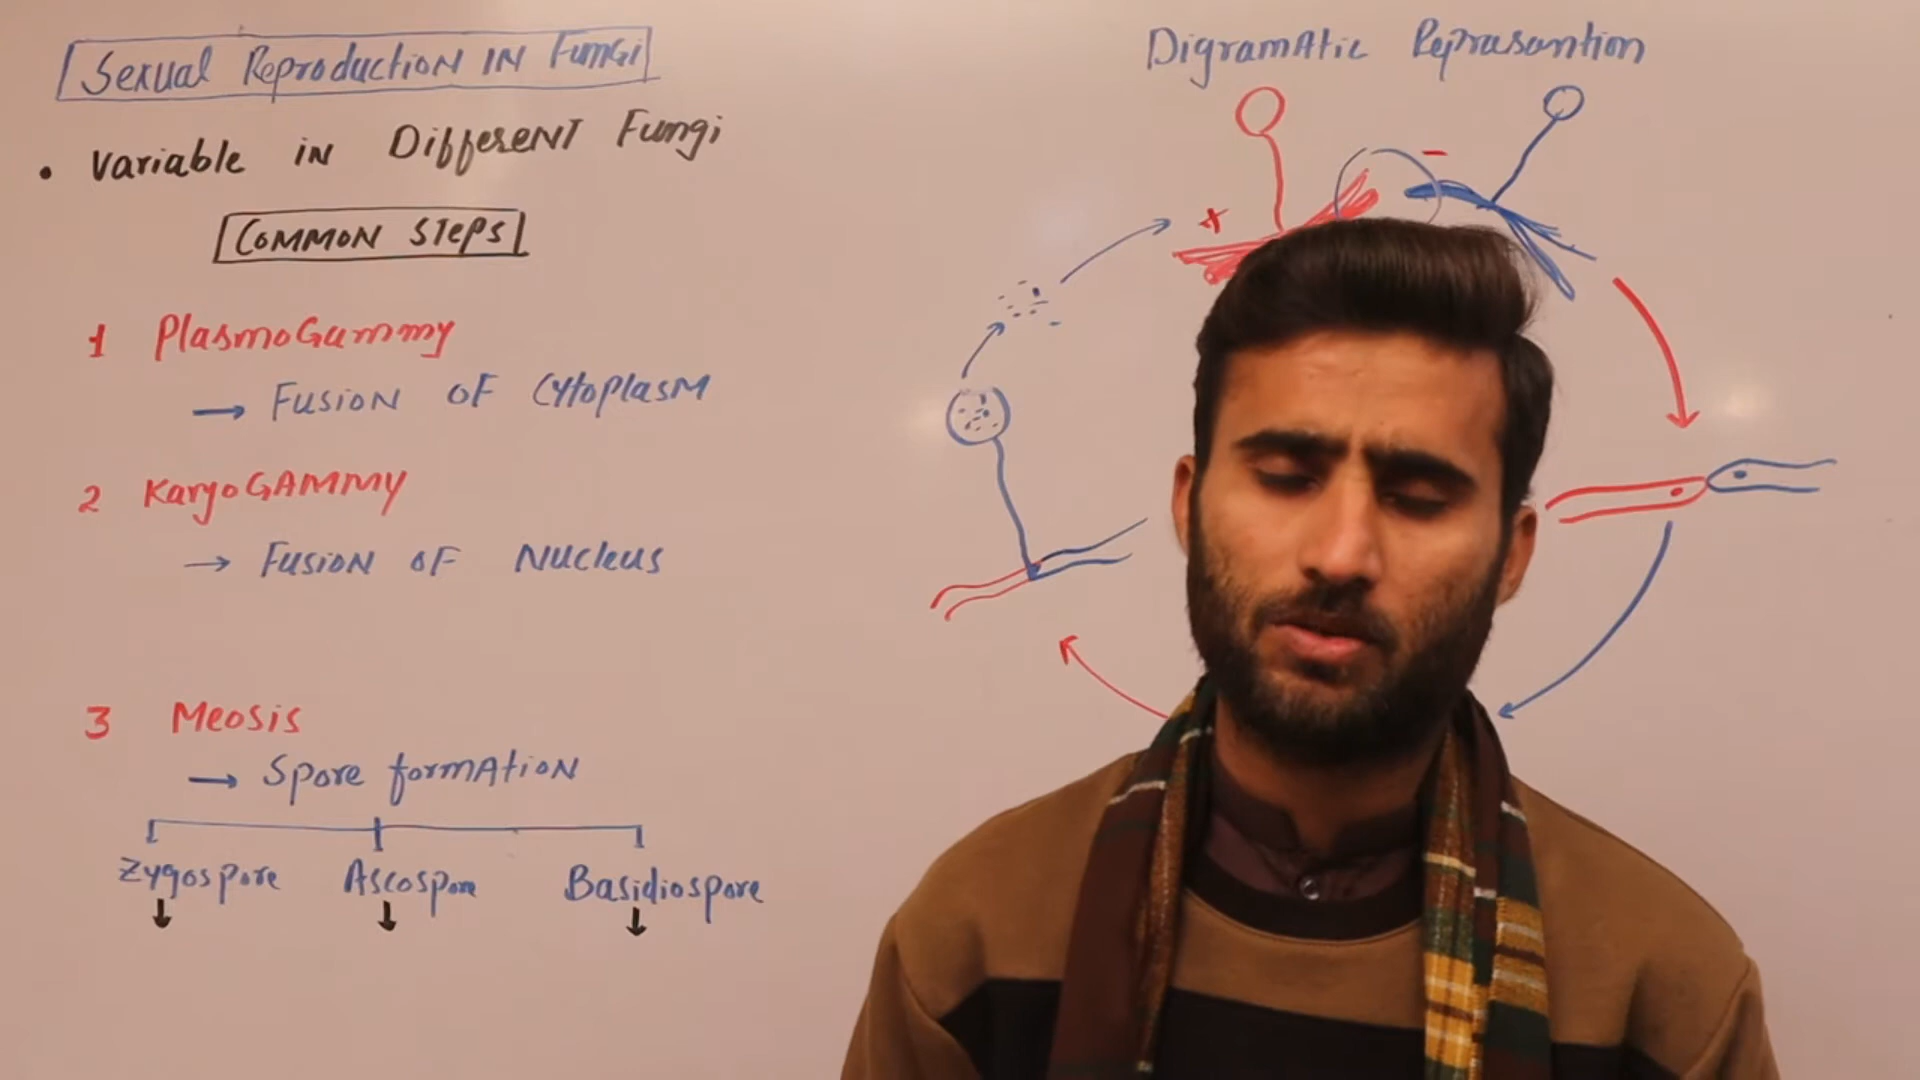 Sexual Reproduction IN Fungi
• Variable in Different Fungi
Common Steps
1 PlasmoGammy
→ Fusion of Cytoplasm
2 KaryoGammy
→ Fusion of Nucleus
3 Meosis
→ Spore formation
Zygospore Ascospore Basidiospore
Digramatic Reprasantion
+ −